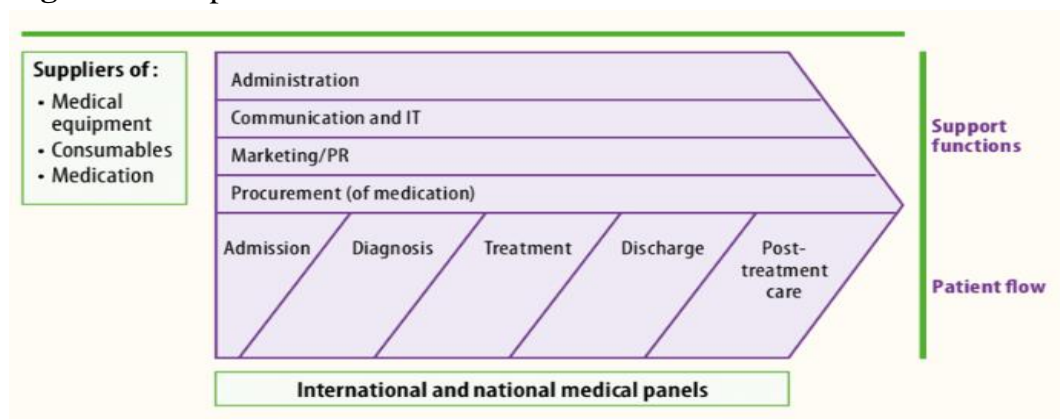 Suppliers of:
• Medical
equipment
• Consumables
• Medication
Administration
Communication and IT
Marketing/PR
Procurement (of medication)
Support
functions
Admission
Diagnosis
Treatment
Discharge
Post-
treatment
care
Patient flow
International and national medical panels